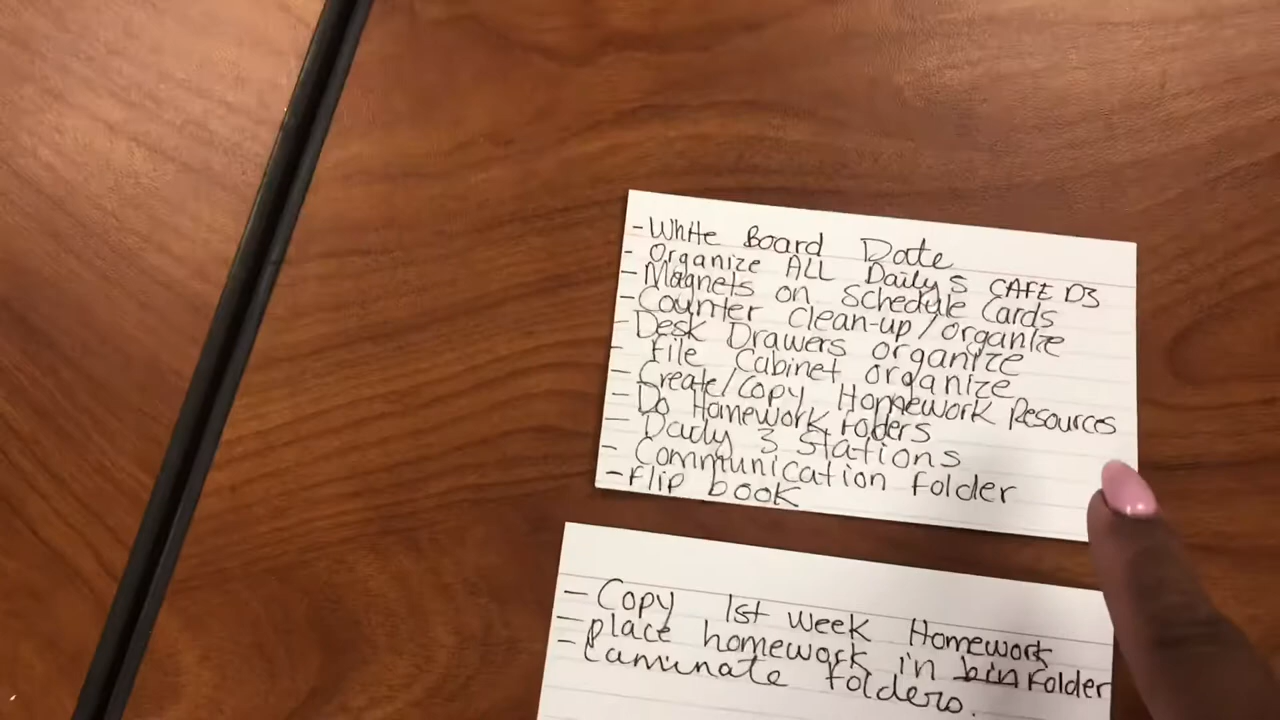 - White Board Date
- Organize ALL Daily 5 CAFE D3
- Magnets on Schedule Cards
- Counter clean-up/organize
- Desk Drawers organize
- File Cabinet organize
- Create/Copy Homework Resources
- Do Homework Folders
- Daily 3 Stations
- Communication folder
- Flip book
- Copy 1st week Homework
- place homework in bin Folder
- Laminate folders.